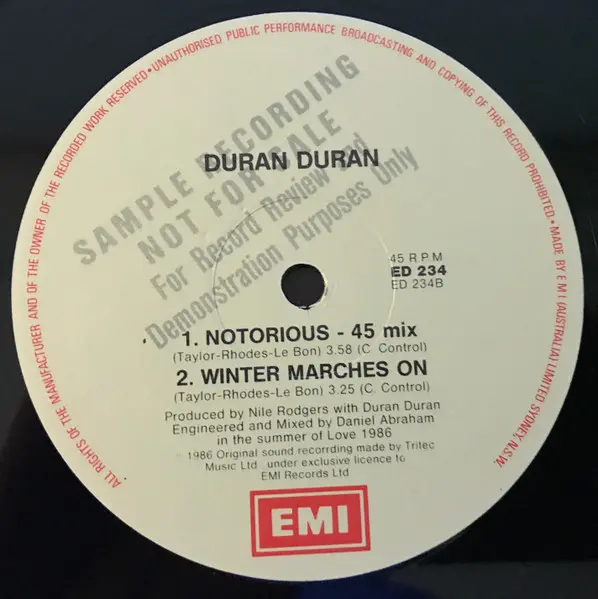 ALL RIGHTS OF THE MANUFACTURER AND OF THE OWNER OF THE RECORDED WORK RESERVED • UNAUTHORISED PUBLIC PERFORMANCE BROADCASTING AND COPYING OF THIS RECORD PROHIBITED • MADE BY E M I (AUSTRALIA) LIMITED SYDNEY, N.S.W.
SAMPLE RECORDING
NOT FOR SALE
For Record Review and
Demonstration Purposes Only
DURAN DURAN
45 R.P.M
ED 234
ED 234B
1. NOTORIOUS - 45 mix
(Taylor-Rhodes-Le Bon) 3.58 (C. Control)
2. WINTER MARCHES ON
(Taylor-Rhodes-Le Bon) 3.25 (C. Control)
Produced by Nile Rodgers with Duran Duran
Engineered and Mixed by Daniel Abraham
in the summer of Love 1986
1986 Original sound recorrding made by Tritec
Music Ltd under exclusive licence to
EMI Records Ltd
EMI